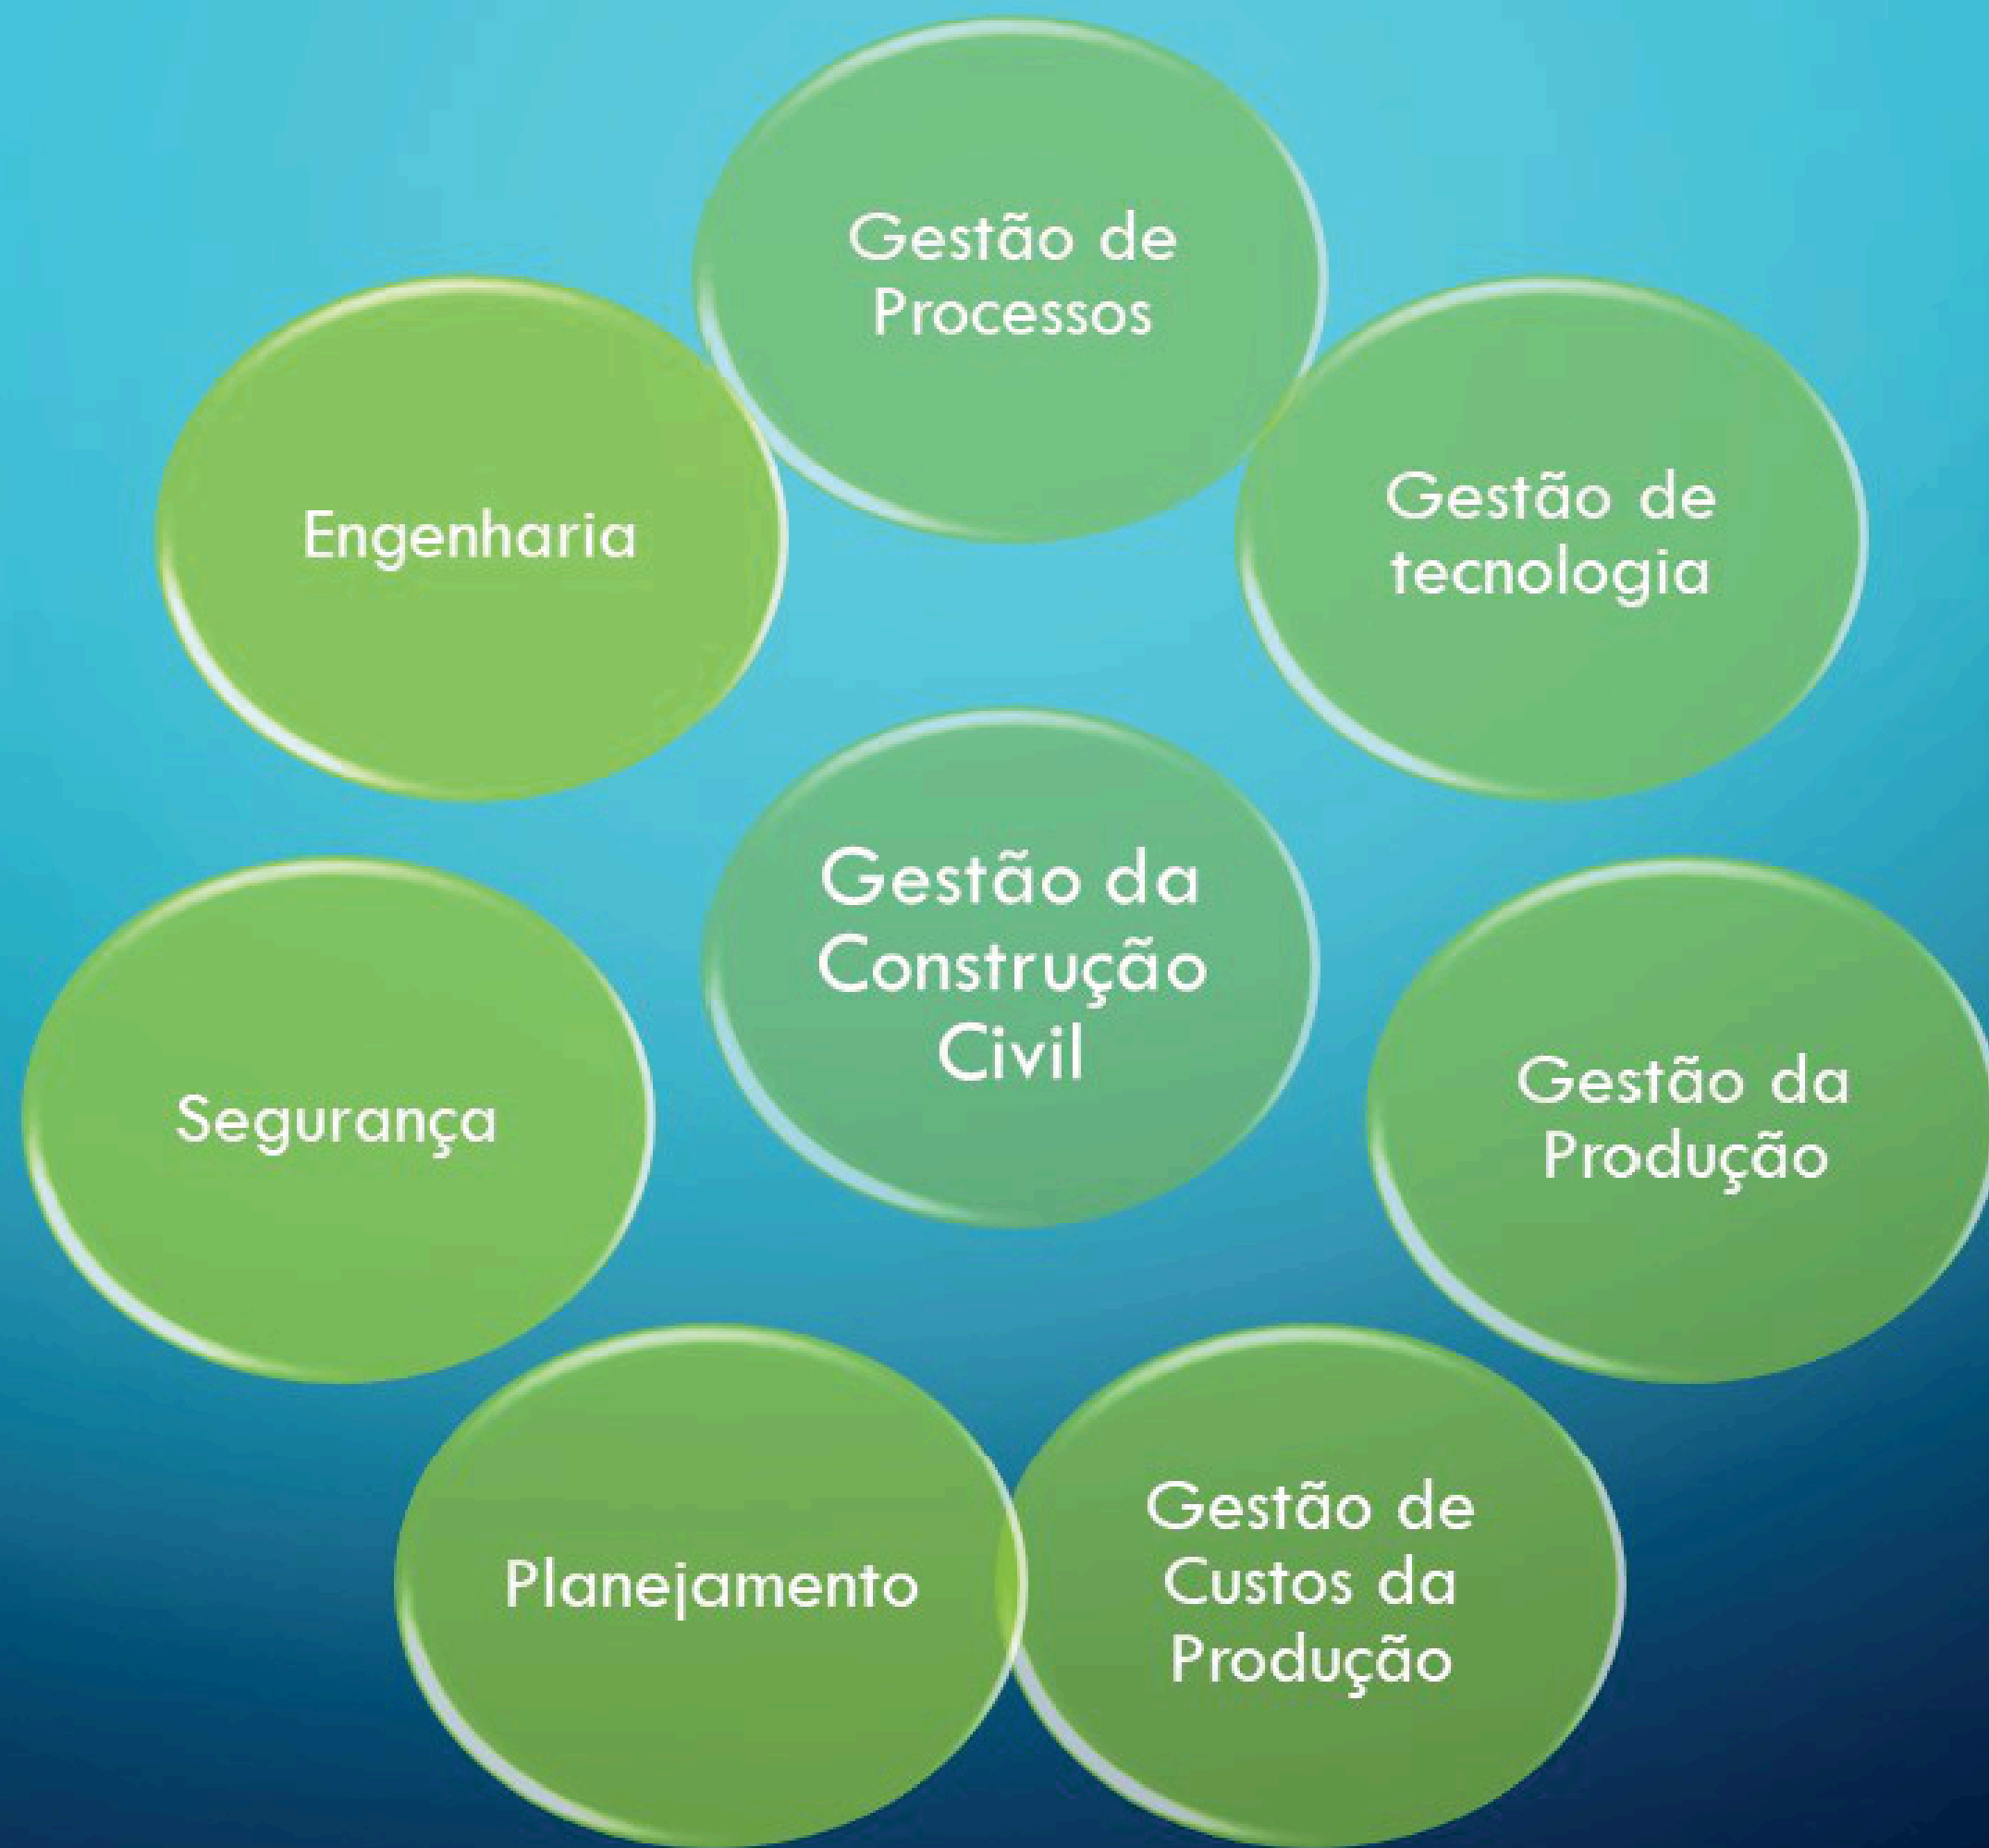 Gestão de
Processos
Gestão de
tecnologia
Engenharia
Gestão da
Construção
Civil
Gestão da
Produção
Segurança
Gestão de
Custos da
Produção
Planejamento